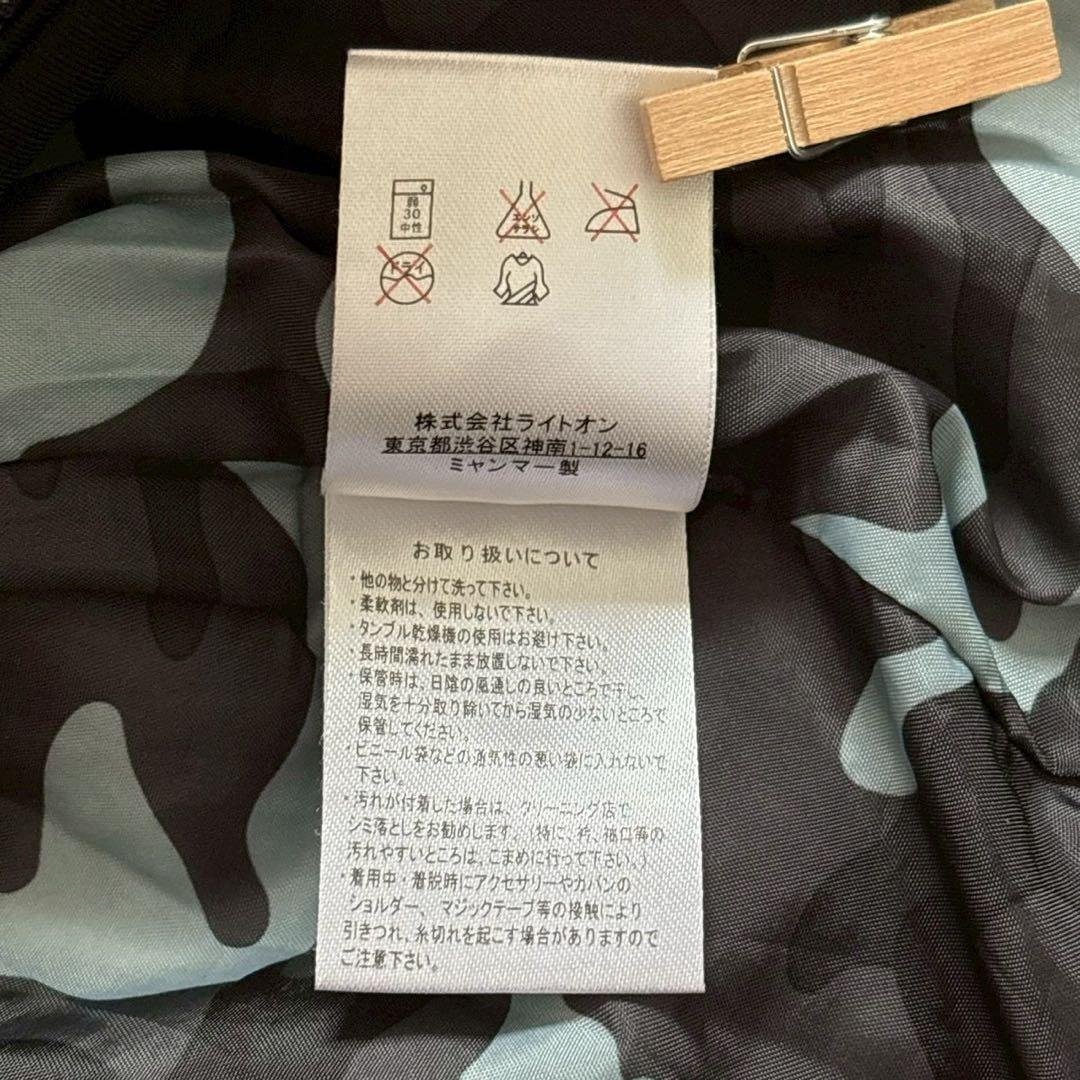 弱
30
中性
エンソ
サラシ
ドライ
株式会社ライトオン
東京都渋谷区神南1-12-16
ミャンマー製
お取り扱いについて
・他の物と分けて洗って下さい。
・柔軟剤は、使用しないで下さい。
・タンブル乾燥機の使用はお避け下さい。
・長時間濡れたまま放置しないで下さい。
・保管時は、日陰の風通しの良いところで干し、
湿気を十分取り除いてから湿気の少ないところで
保管してください。
・ビニール袋などの通気性の悪い袋に入れないで
下さい。
・汚れが付着した場合は、クリーニング店で
シミ落としをお勧めします。(特に、衿、袖口等の
汚れやすいところは、こまめに行って下さい。)
・着用中・着脱時にアクセサリーやカバンの
ショルダー、マジックテープ等の接触により
引きつれ、糸切れを起こす場合がありますので
ご注意下さい。